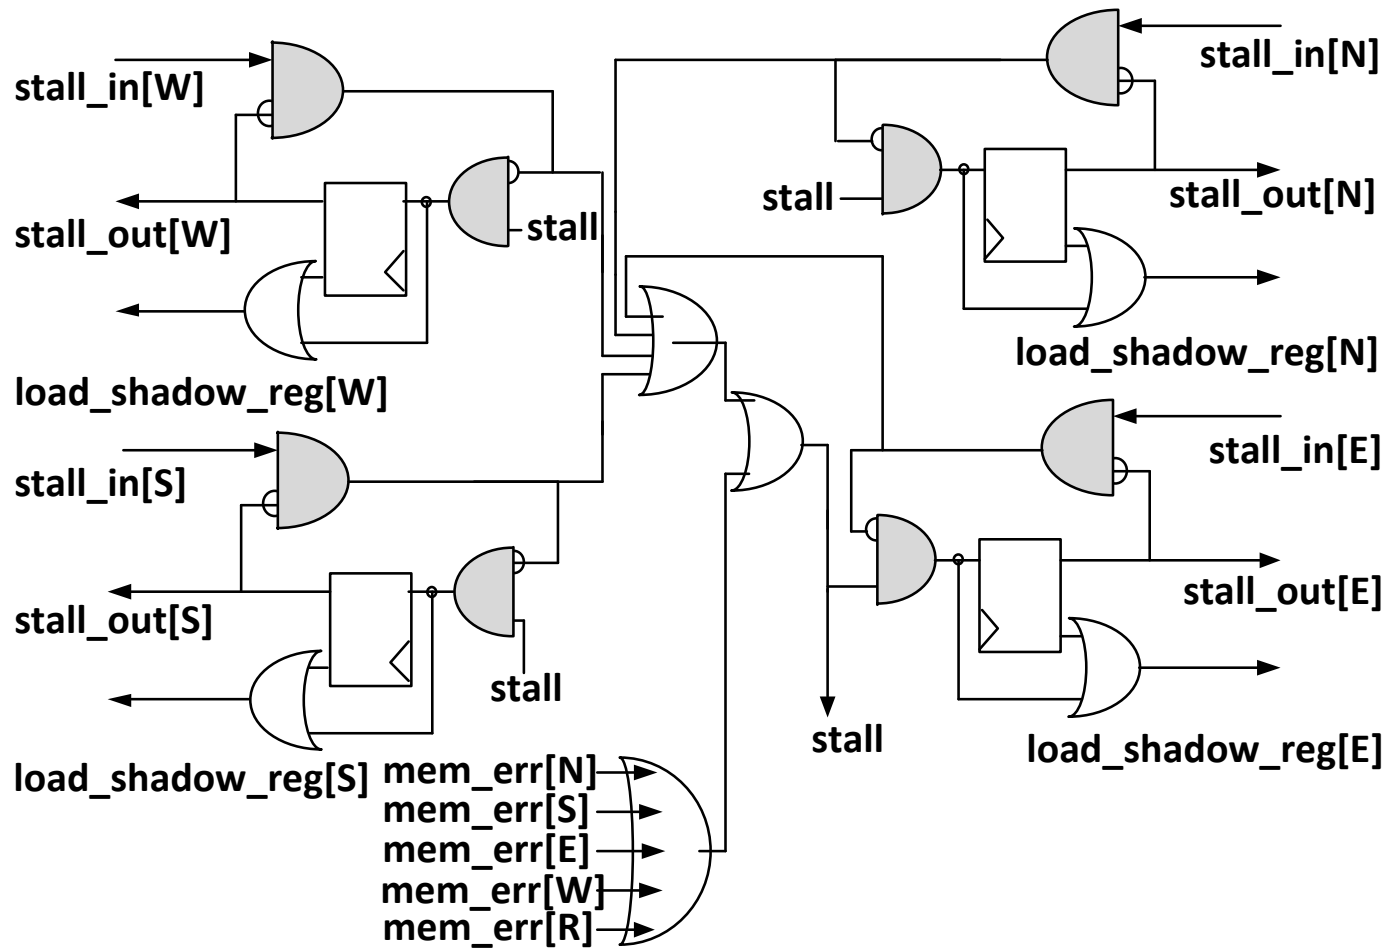 stall_in[N]
stall_in[W]
stall
stall_out[N]
stall_out[W]
stall
load_shadow_reg[N]
load_shadow_reg[W]
stall_in[E]
stall_in[S]
stall_out[E]
stall_out[S]
stall
stall
load_shadow_reg[E]
load_shadow_reg[S]
mem_err[N]
mem_err[S]
mem_err[E]
mem_err[W]
mem_err[R]